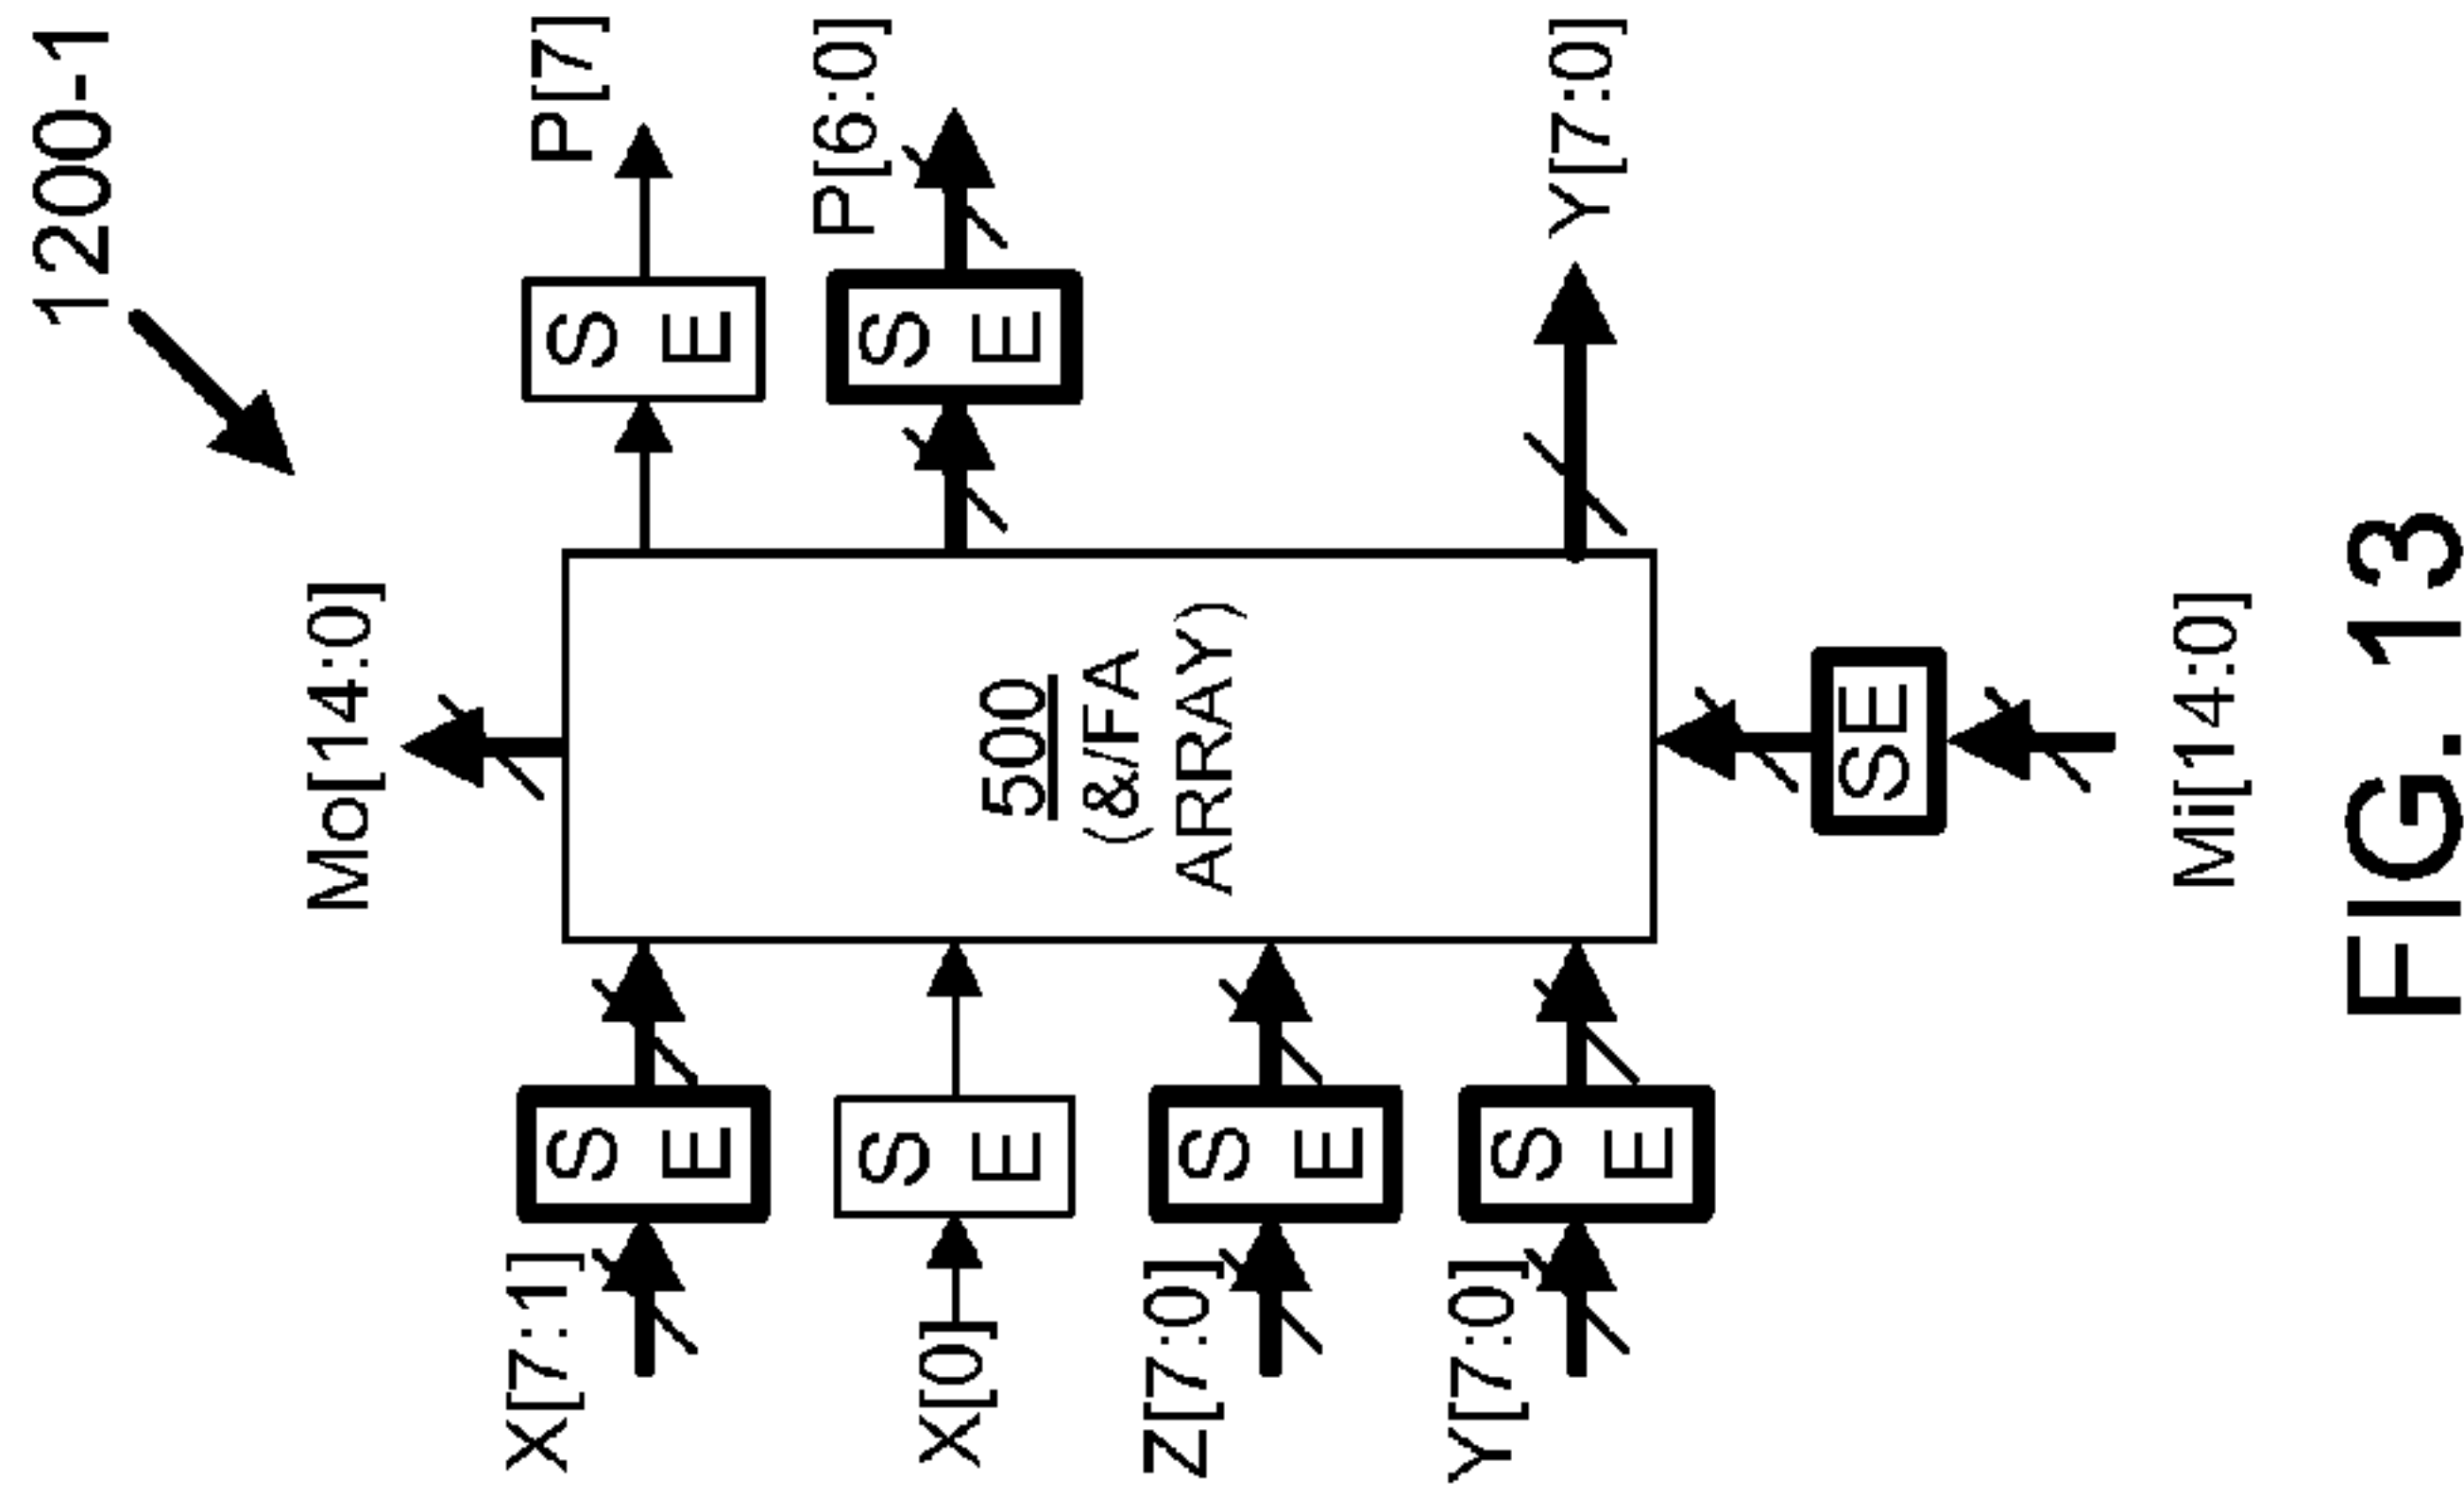 1200-1
Mo[14:0]
X[7:1]
S
E
S
E
P[7]
X[0]
S
E
S
E
P[6:0]
500
(&/FA
ARRAY)
Z[7:0]
S
E
Y[7:0]
S
E
Y[7:0]
SE
Mi[14:0]
FIG. 13